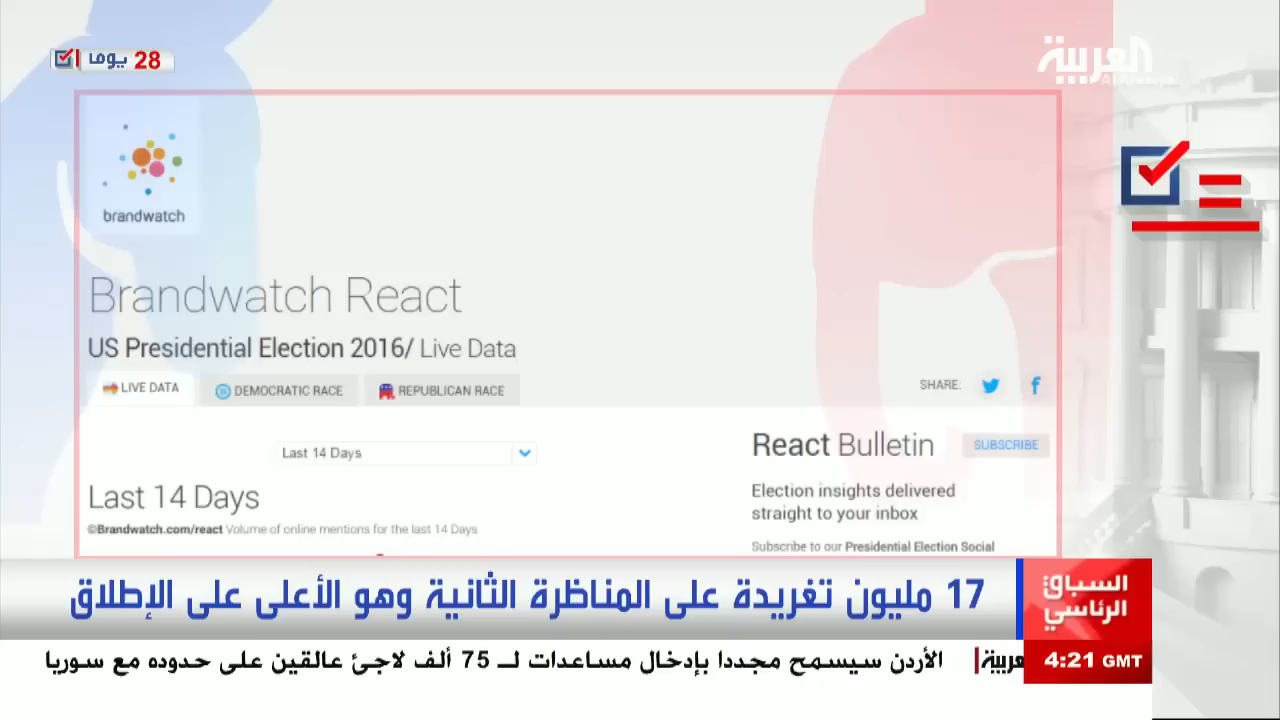 28 يوما
العربية
Al Arabiya
brandwatch
Brandwatch React
US Presidential Election 2016/ Live Data
LIVE DATA
DEMOCRATIC RACE
REPUBLICAN RACE
SHARE:
Last 14 Days
React Bulletin
SUBSCRIBE
Last 14 Days
Election insights delivered
straight to your inbox
©Brandwatch.com/react Volume of online mentions for the last 14 Days
Subscribe to our Presidential Election Social
17 مليون تغريدة على المناظرة الثانية وهو الأعلى على الإطلاق
السباق
الرئاسي
الأردن سيسمح مجددا بإدخال مساعدات لـ 75 ألف لاجئ عالقين على حدوده مع سوريا
4:21 GMT